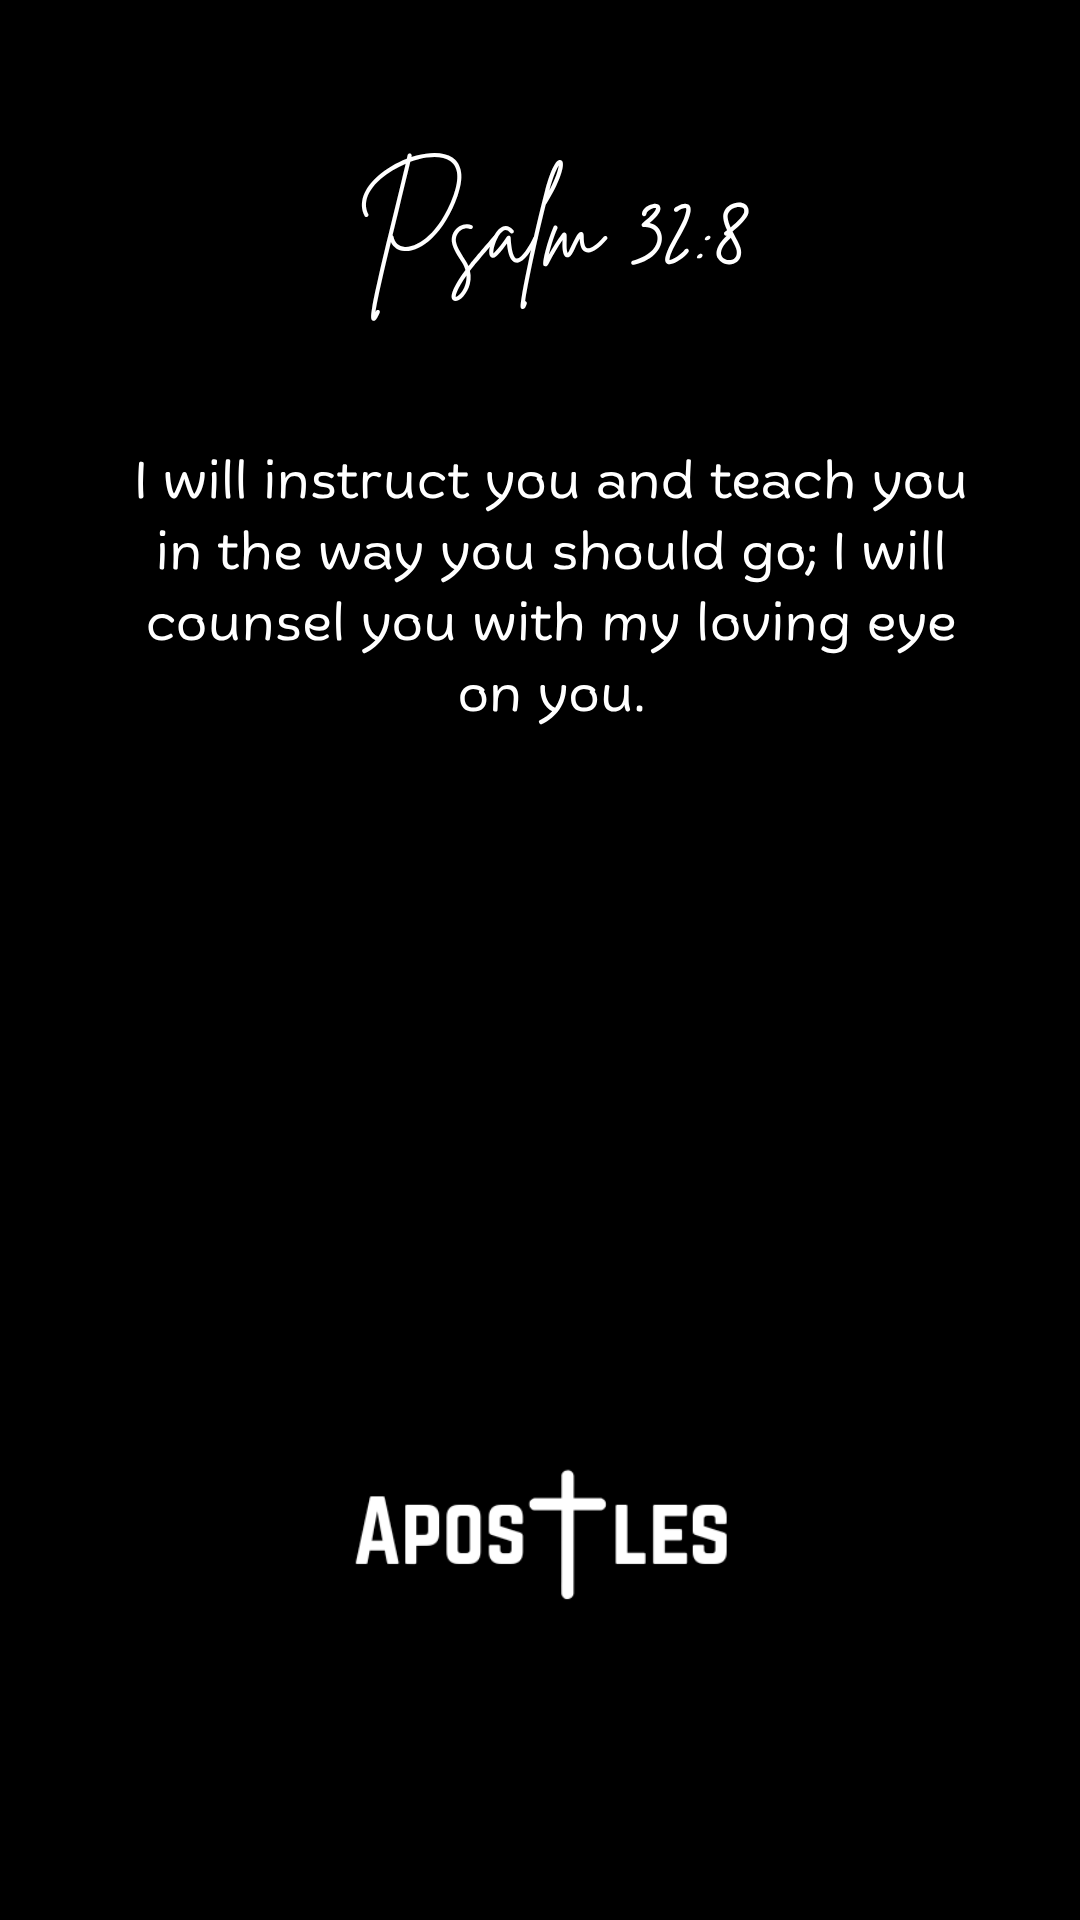 Psalm 32:8
I will instruct you and teach you
in the way you should go; I will
counsel you with my loving eye
on you.
Apostles